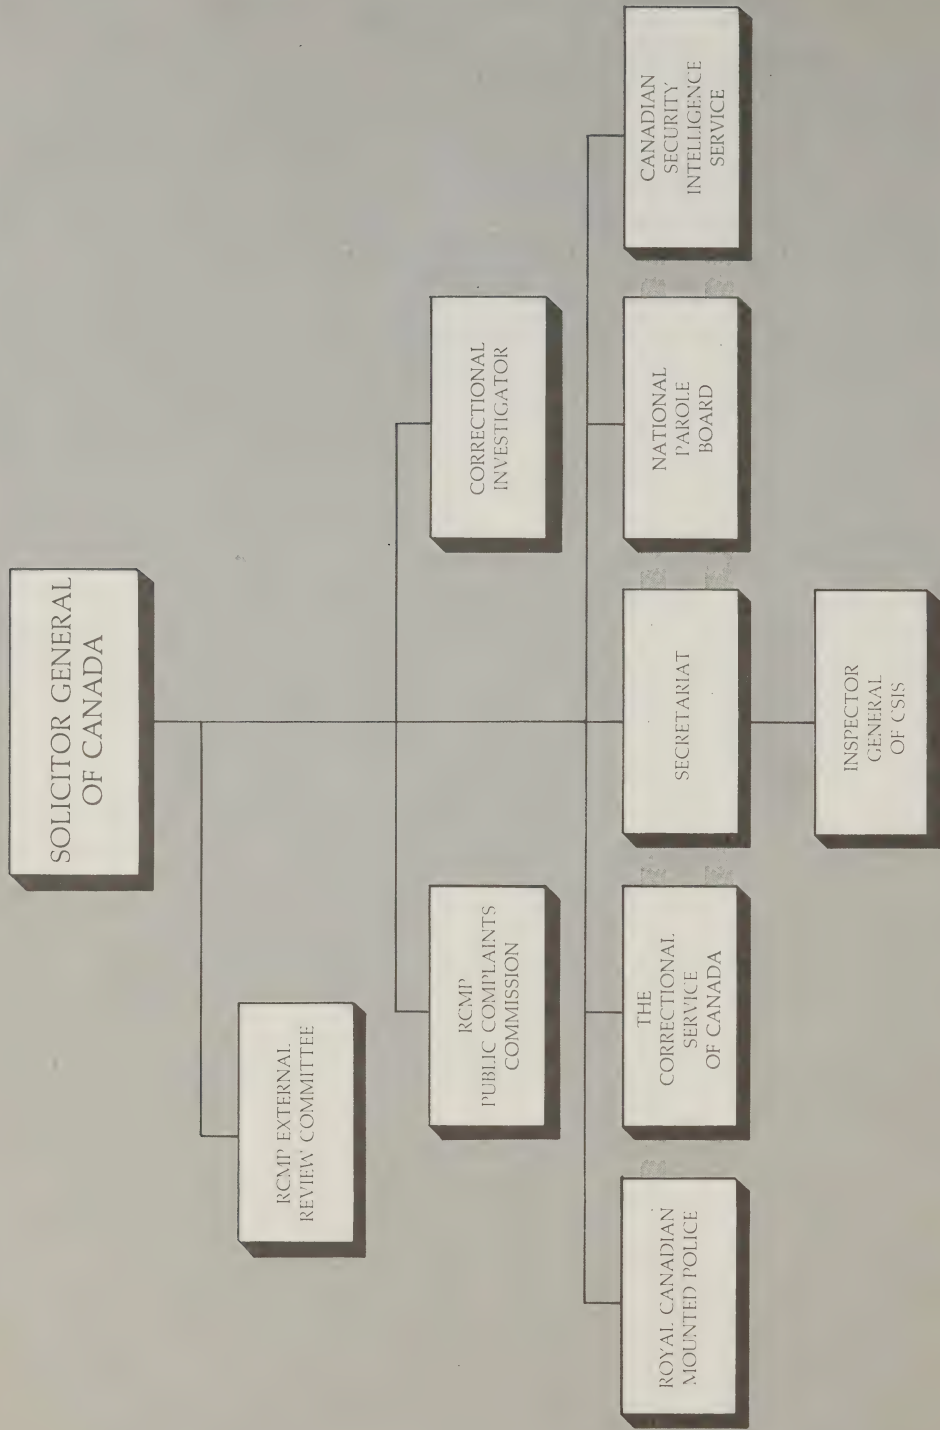 SOLICITOR GENERAL
OF CANADA
RCMP EXTERNAL
REVIEW COMMITTEE
RCMP
PUBLIC COMPLAINTS
COMMISSION
CORRECTIONAL
INVESTIGATOR
ROYAL CANADIAN
MOUNTED POLICE
THE
CORRECTIONAL
SERVICE
OF CANADA
SECRETARIAT
NATIONAL
PAROLE
BOARD
CANADIAN
SECURITY
INTELLIGENCE
SERVICE
INSPECTOR
GENERAL
OF CSIS